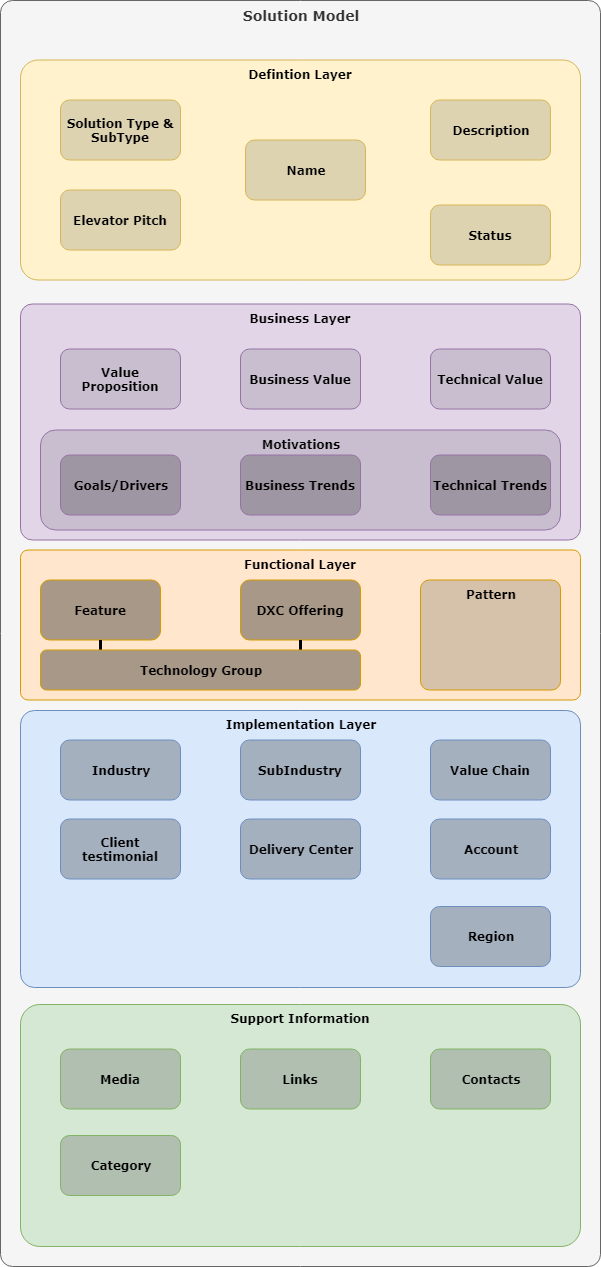 Solution Model
Defintion Layer
Solution Type &
SubType
Name
Description
Elevator Pitch
Status
Business Layer
Value
Proposition
Business Value
Technical Value
Motivations
Goals/Drivers
Business Trends
Technical Trends
Functional Layer
Feature
DXC Offering
Pattern
Technology Group
Implementation Layer
Industry
SubIndustry
Value Chain
Client
testimonial
Delivery Center
Account
Region
Support Information
Media
Links
Contacts
Category